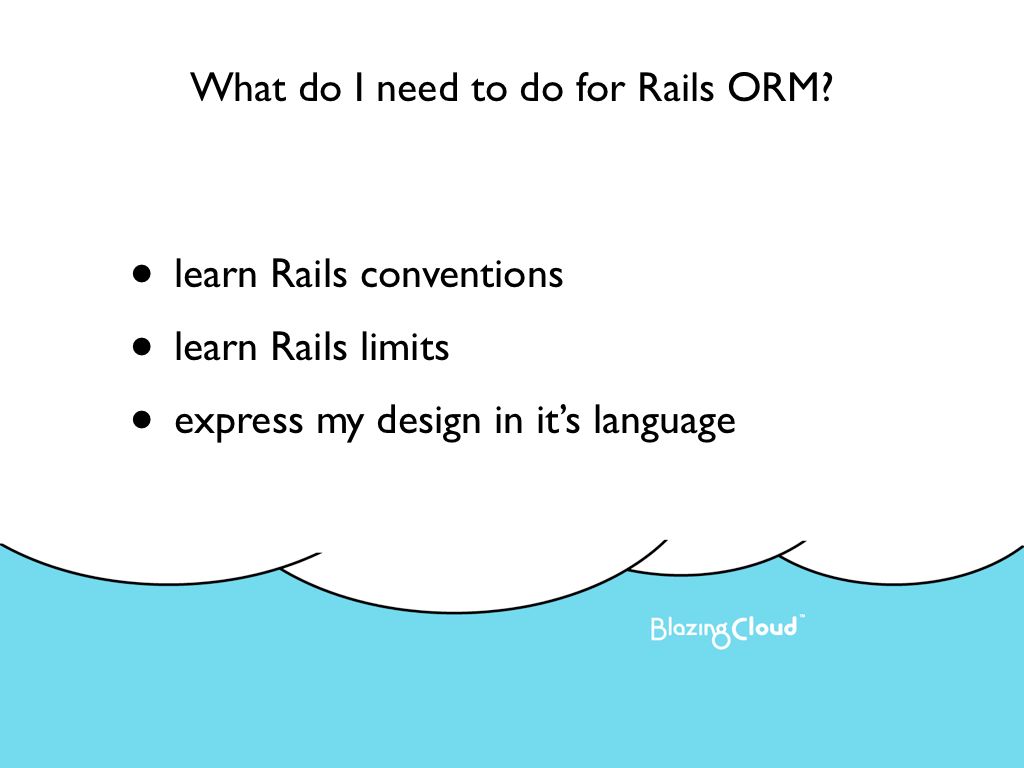 What do I need to do for Rails ORM?
• learn Rails conventions
• learn Rails limits
• express my design in it’s language
BlazingCloud™